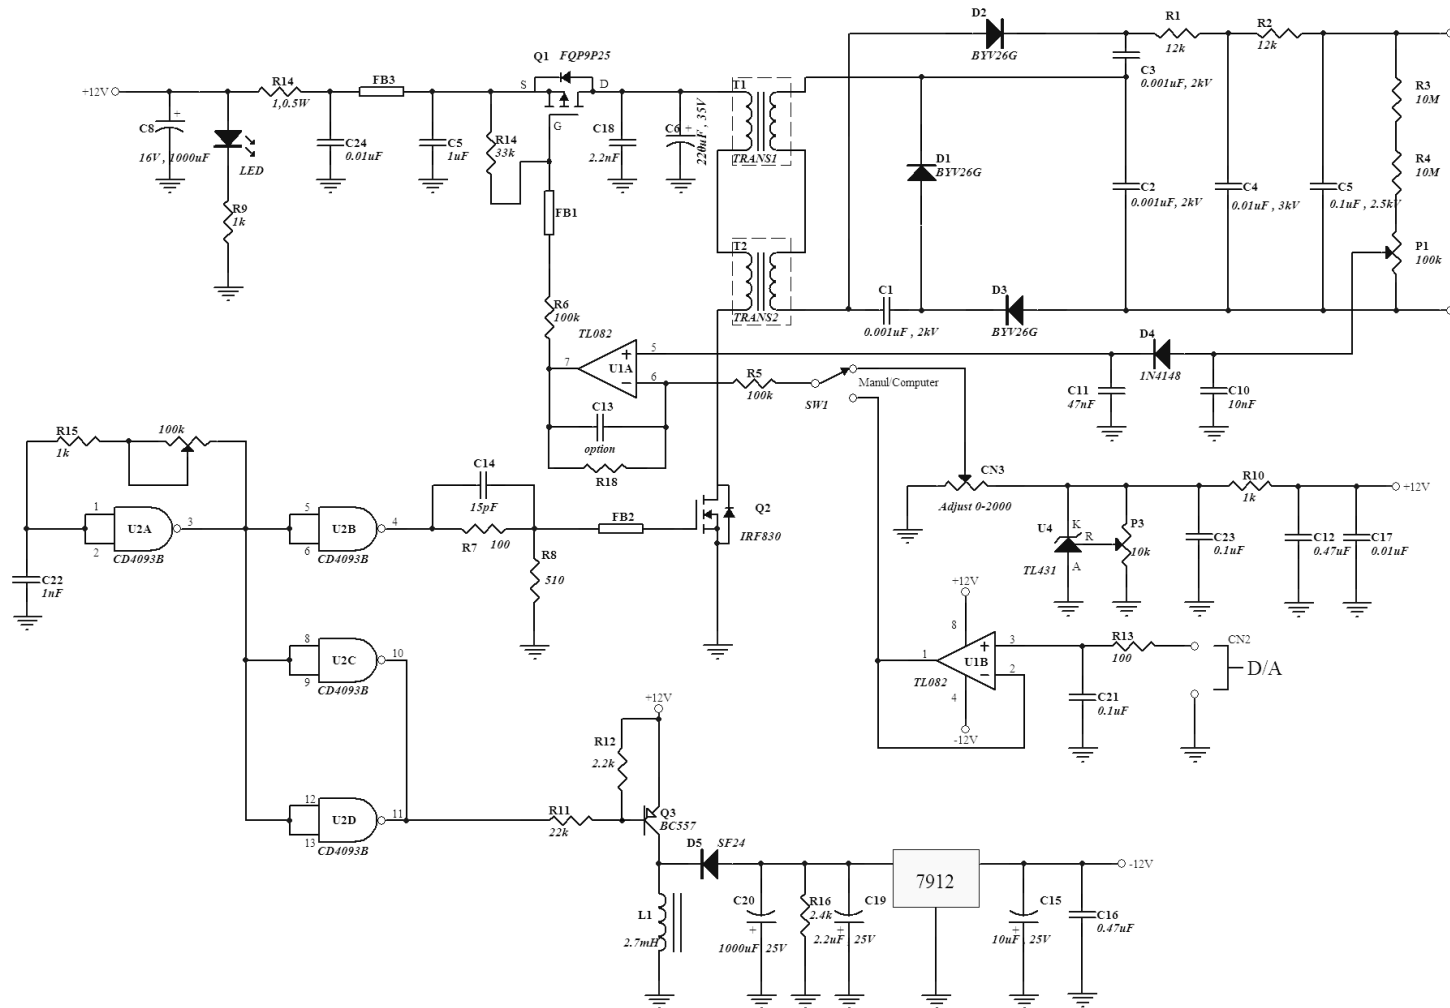 D2
BYV26G
R1
12k
R2
12k
Q1 FQP9P25
+12V
R14
1,0.5W
FB3
S
D
G
C8
+
16V , 1000uF
LED
C24
0.01uF
C5
1uF
R14
33k
C18
2.2nF
C6
+
220uF , 35V
T1
TRANS1
C3
0.001uF, 2kV
R3
10M
D1
BYV26G
C2
0.001uF, 2kV
C4
0.01uF , 3kV
C5
0.1uF , 2.5kV
R4
10M
R9
1k
FB1
T2
TRANS2
P1
100k
C1
0.001uF , 2kV
D3
BYV26G
R6
100k
TL082
7
U1A
+
−
5
6
D4
1N4148
R5
100k
SW1
Manul/Computer
C11
47nF
C10
10nF
C13
option
R18
R15
1k
100k
C14
15pF
R7
100
CN3
Adjust 0-2000
R10
1k
+12V
1
2
U2A
3
CD4093B
5
6
U2B
4
CD4093B
FB2
Q2
IRF830
R8
510
U4
K
R
A
TL431
P3
10k
C23
0.1uF
C12
0.47uF
C17
0.01uF
C22
1nF
+12V
8
3
2
1
4
+
−
U1B
TL082
-12V
R13
100
CN2
D/A
C21
0.1uF
8
9
U2C
10
CD4093B
+12V
R12
2.2k
12
13
U2D
11
CD4093B
R11
22k
Q3
BC557
D5
SF24
7912
-12V
L1
2.7mH
C20
+
1000uF , 25V
R16
2.4k
C19
+
2.2uF , 25V
C15
+
10uF , 25V
C16
0.47uF